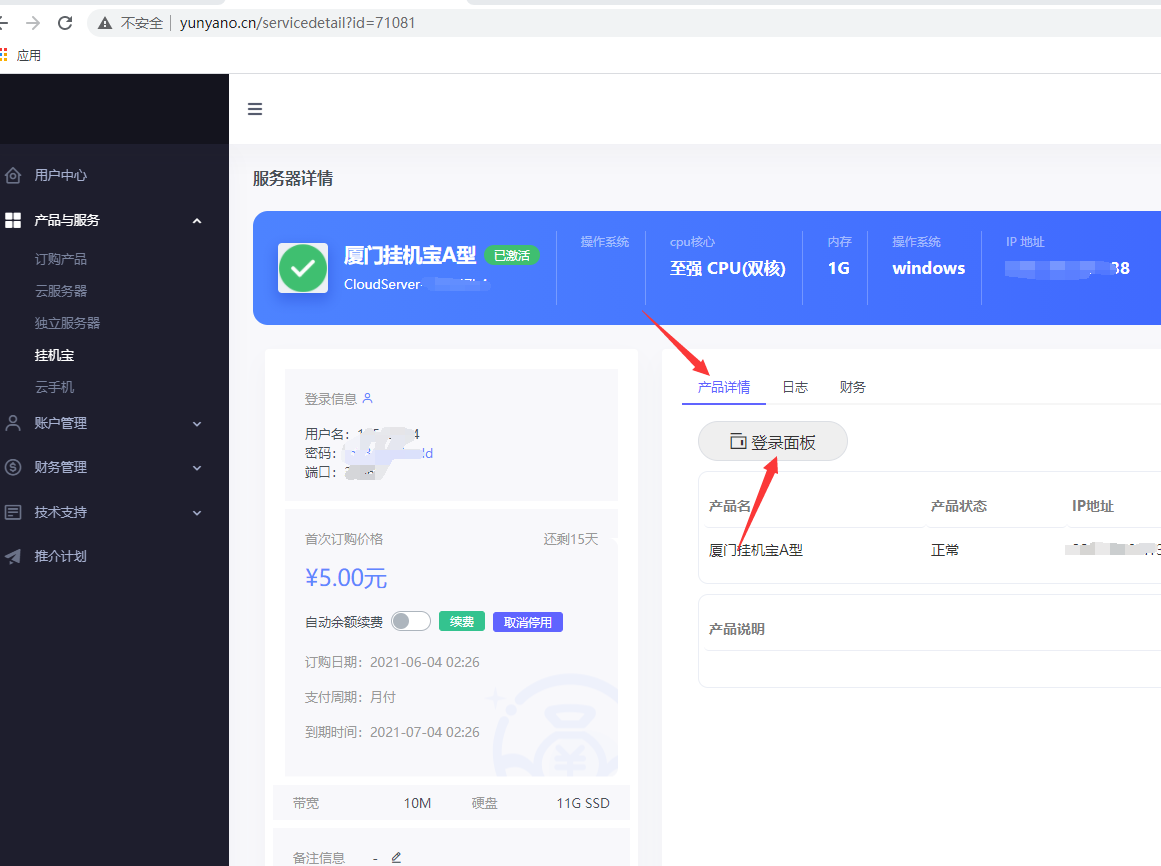 不安全 | yunyano.cn/servicedetail?id=71081
应用
用户中心
产品与服务
订购产品
云服务器
独立服务器
挂机宝
云手机
账户管理
财务管理
技术支持
推介计划
服务器详情
厦门挂机宝A型 已激活
CloudServer-
操作系统
cpu核心
至强 CPU(双核)
内存
1G
操作系统
windows
IP 地址
38
登录信息
用户名：
密码：
端口：
首次订购价格 还剩15天
¥5.00元
自动余额续费 续费 取消停用
订购日期：2021-06-04 02:26
支付周期：月付
到期时间：2021-07-04 02:26
带宽 10M 硬盘 11G SSD
备注信息 -
产品详情 日志 财务
登录面板
产品名 产品状态 IP地址
厦门挂机宝A型 正常
产品说明